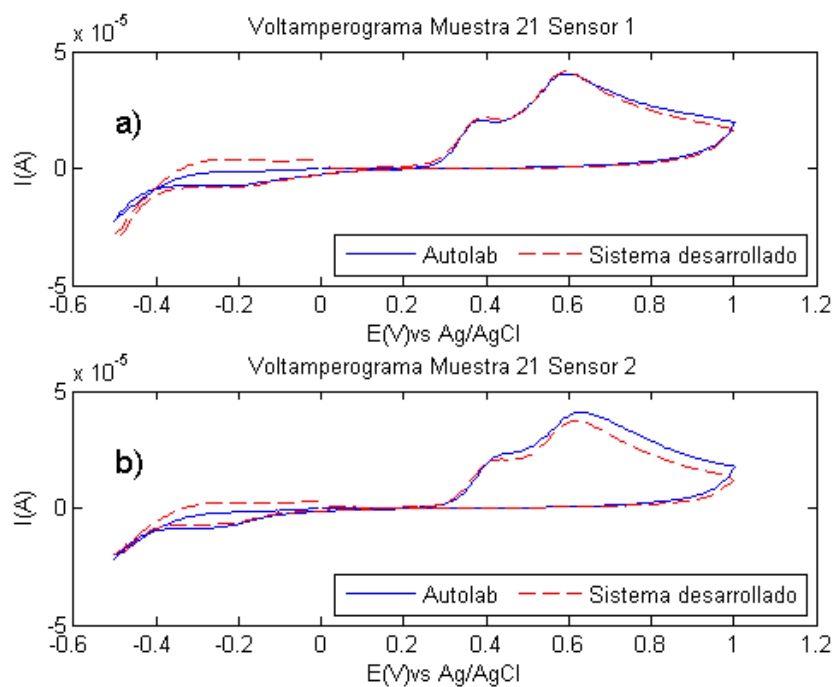 Voltamperograma Muestra 21 Sensor 1
x 10^-5
5
a)
0
I(A)
Autolab
Sistema desarrollado
-5
-0.6 -0.4 -0.2 0 0.2 0.4 0.6 0.8 1 1.2
E(V)vs Ag/AgCl
Voltamperograma Muestra 21 Sensor 2
x 10^-5
5
b)
0
I(A)
Autolab
Sistema desarrollado
-5
-0.6 -0.4 -0.2 0 0.2 0.4 0.6 0.8 1 1.2
E(V)vs Ag/AgCl